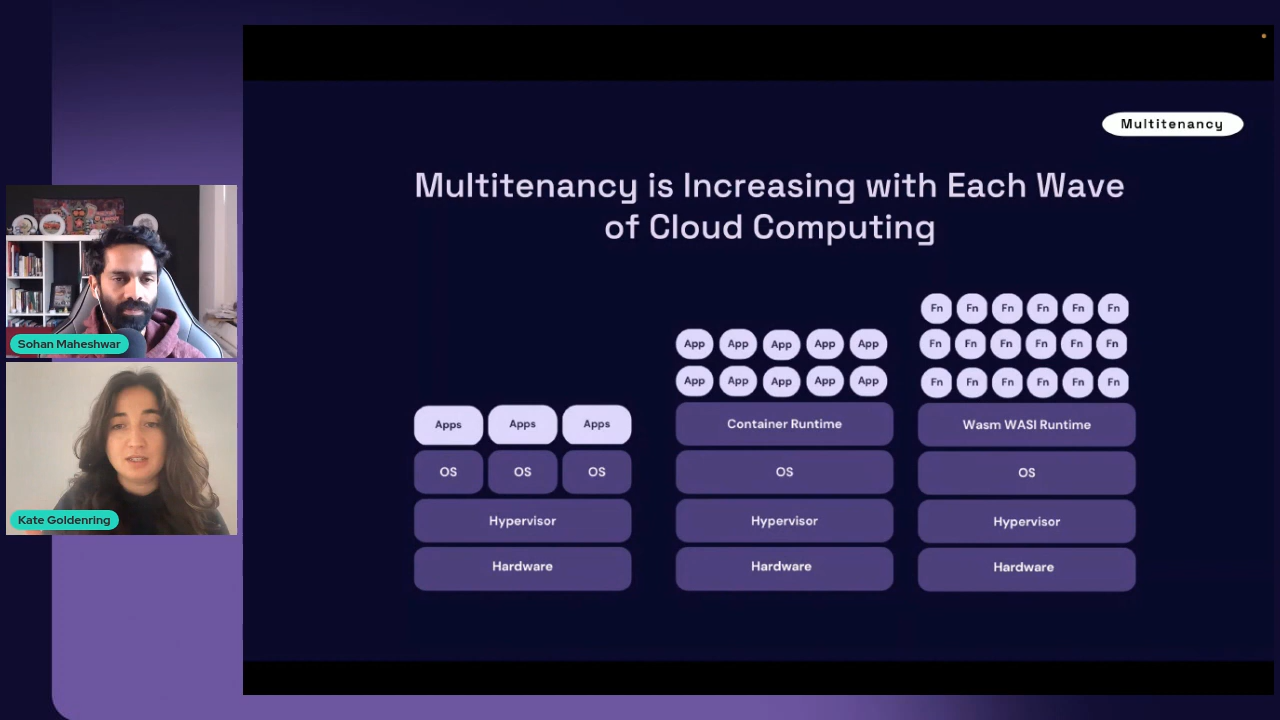 Multitenancy
Multitenancy is Increasing with Each Wave
of Cloud Computing
Apps Apps Apps
OS OS OS
Hypervisor
Hardware
App App App App App
App App App App App
Container Runtime
OS
Hypervisor
Hardware
Fn Fn Fn Fn Fn Fn
Fn Fn Fn Fn Fn Fn
Fn Fn Fn Fn Fn Fn
Wasm WASI Runtime
OS
Hypervisor
Hardware
Sohan Maheshwar
Kate Goldenring